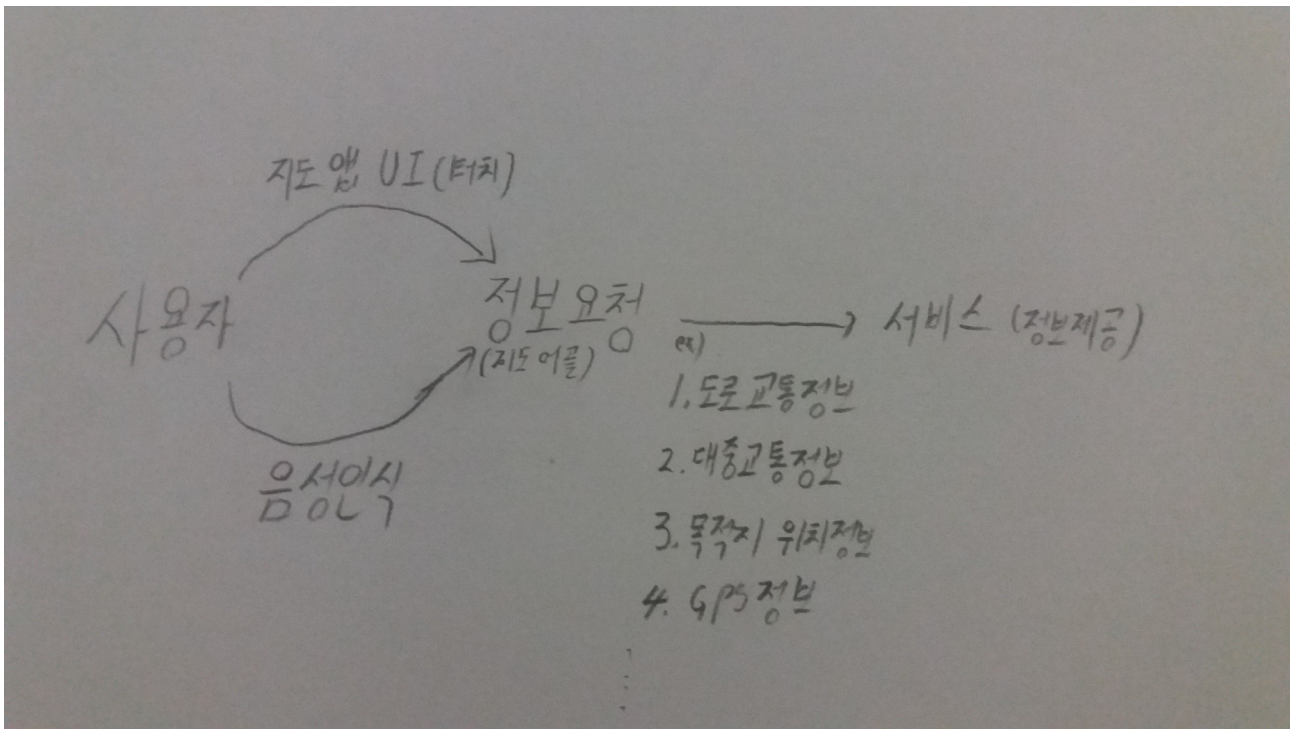 지도 앱 UI (터치)
사용자
정보요청
(지도어플)
서비스 (정보제공)
ex)
1. 도로교통정보
2. 대중교통정보
3. 목적지 위치정보
4. GPS정보
음성인식